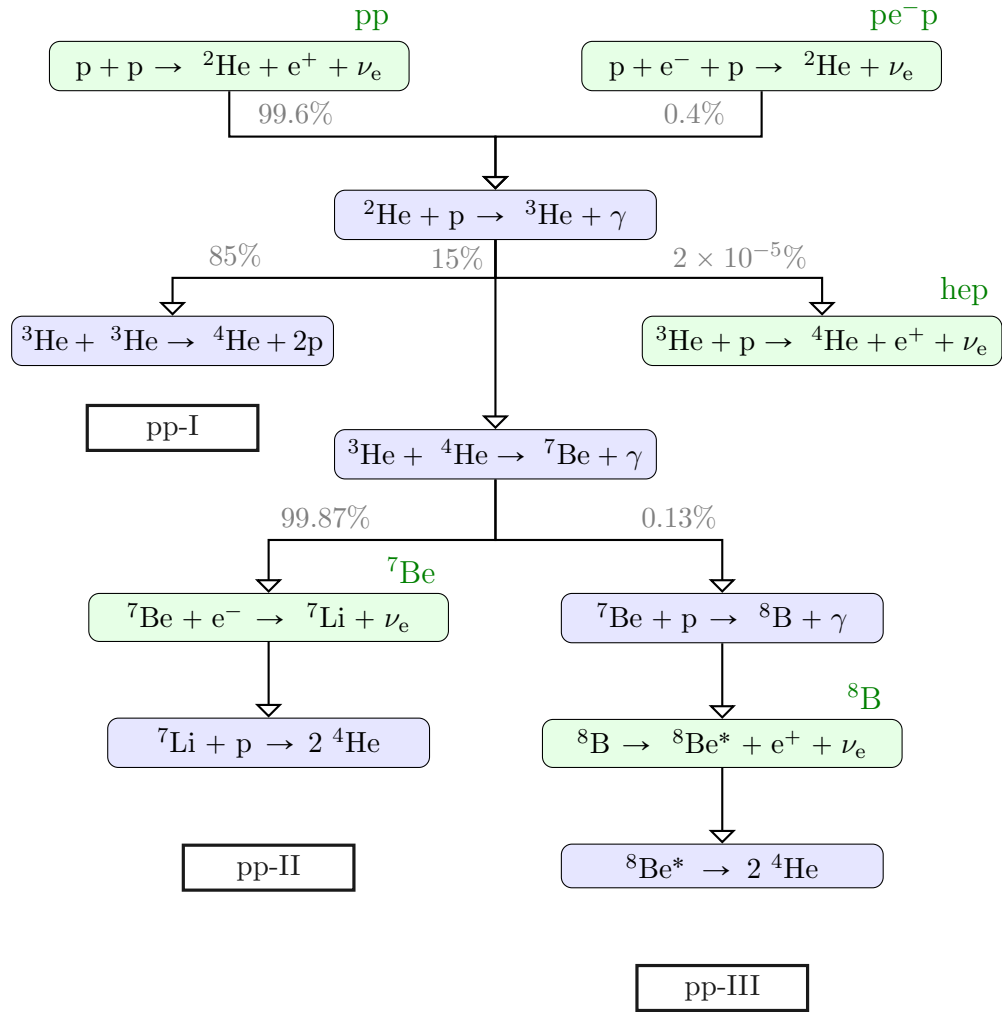 pp pe⁻p
p + p → ²He + e⁺ + νₑ p + e⁻ + p → ²He + νₑ
99.6% 0.4%
²He + p → ³He + γ
85% 15% 2 × 10⁻⁵%
hep
³He + ³He → ⁴He + 2p ³He + p → ⁴He + e⁺ + νₑ
pp-I
³He + ⁴He → ⁷Be + γ
99.87% 0.13%
⁷Be
⁷Be + e⁻ → ⁷Li + νₑ ⁷Be + p → ⁸B + γ
⁸B
⁷Li + p → 2 ⁴He ⁸B → ⁸Be* + e⁺ + νₑ
pp-II ⁸Be* → 2 ⁴He
pp-III